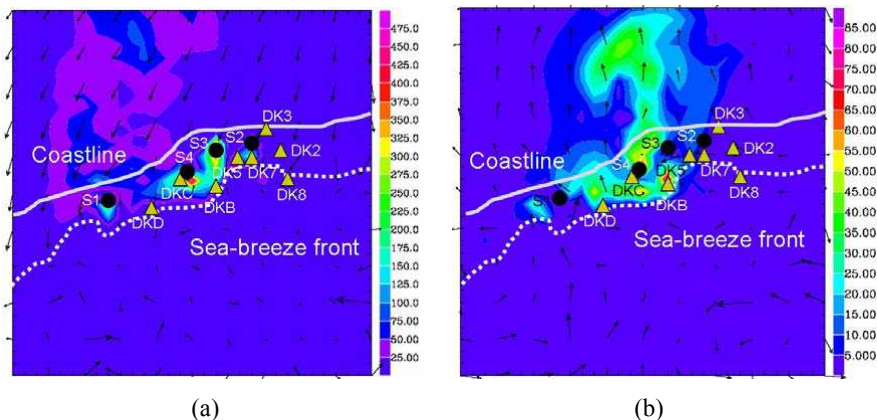 475.0
450.0
425.0
400.0
375.0
350.0
325.0
300.0
275.0
250.0
225.0
200.0
175.0
150.0
125.0
100.0
75.00
50.00
25.00
DK3
S2
S3
DK2
Coastline
S4
DK5
DK7
DK8
DKC
DKB
S1
DKD
Sea-breeze front
(a)
85.00
80.00
75.00
70.00
65.00
60.00
55.00
50.00
45.00
40.00
35.00
30.00
25.00
20.00
15.00
10.00
5.000
DK3
S2
S3
DK2
Coastline
S4
DK5
DK7
DK8
DKC
DKB
DKD
Sea-breeze front
(b)